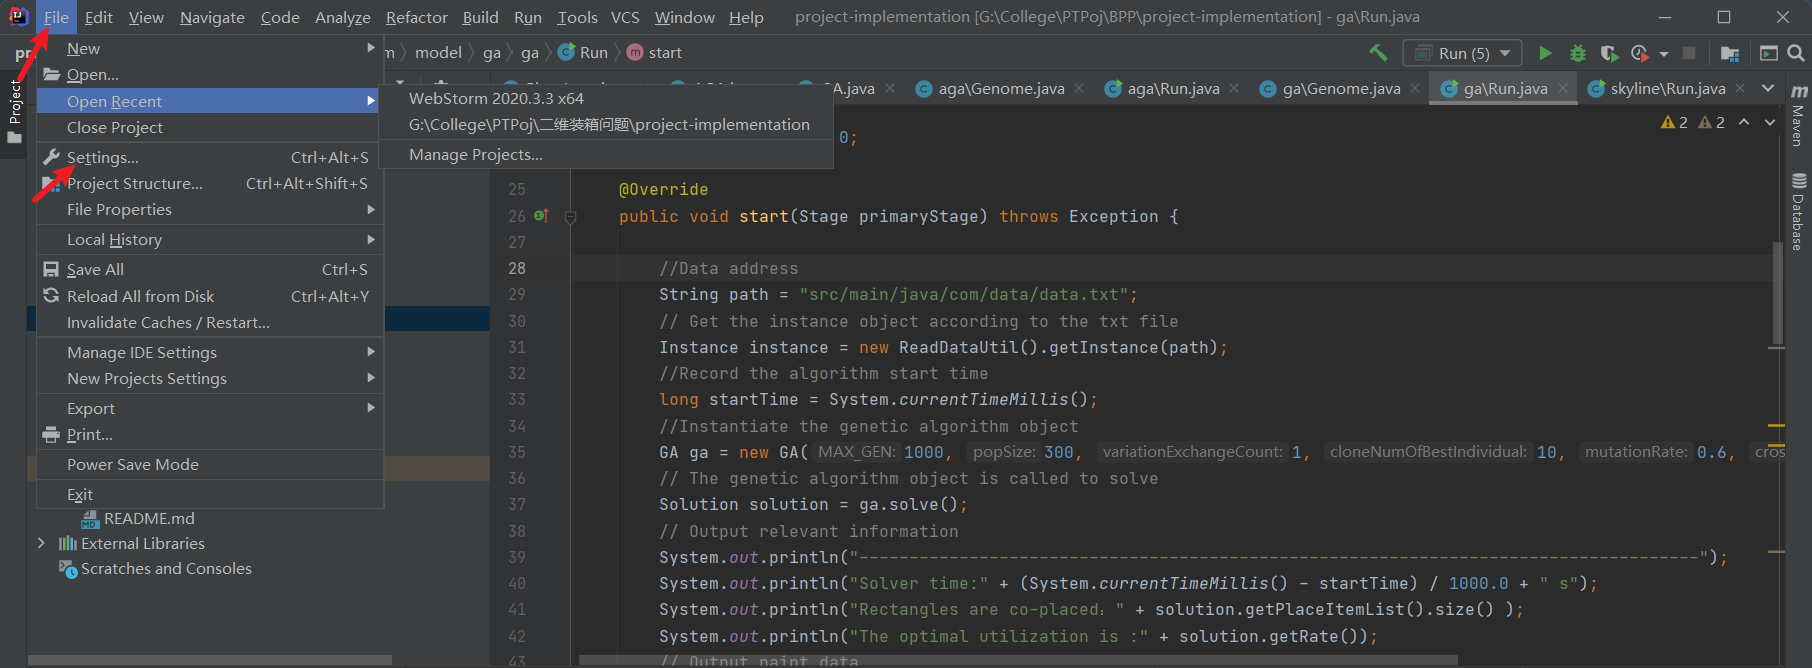 File Edit View Navigate Code Analyze Refactor Build Run Tools VCS Window Help project-implementation [G:\College\PTPoj\BPP\project-implementation] - ga\Run.java
model ga ga Run start Run (5)
New
Open...
Open Recent
Close Project
Settings... Ctrl+Alt+S
Project Structure... Ctrl+Alt+Shift+S
File Properties
Local History
Save All Ctrl+S
Reload All from Disk Ctrl+Alt+Y
Invalidate Caches / Restart...
Manage IDE Settings
New Projects Settings
Export
Print...
Power Save Mode
Exit
WebStorm 2020.3.3 x64
G:\College\PTPoj\二维装箱问题\project-implementation
Manage Projects...
Project
README.md
External Libraries
Scratches and Consoles
aga\Genome.java aga\Run.java ga\Genome.java ga\Run.java skyline\Run.java
2 2
0;
25 @Override
26 public void start(Stage primaryStage) throws Exception {
27
28 //Data address
29 String path = "src/main/java/com/data/data.txt";
30 // Get the instance object according to the txt file
31 Instance instance = new ReadDataUtil().getInstance(path);
32 //Record the algorithm start time
33 long startTime = System.currentTimeMillis();
34 //Instantiate the genetic algorithm object
35 GA ga = new GA( MAX_GEN: 1000, popSize: 300, variationExchangeCount: 1, cloneNumOfBestIndividual: 10, mutationRate: 0.6, cros
36 // The genetic algorithm object is called to solve
37 Solution solution = ga.solve();
38 // Output relevant information
39 System.out.println("------------------------------------------------------------------------------------");
40 System.out.println("Solver time:" + (System.currentTimeMillis() - startTime) / 1000.0 + " s");
41 System.out.println("Rectangles are co-placed：" + solution.getPlaceItemList().size() );
42 System.out.println("The optimal utilization is :" + solution.getRate());
43 // Output paint data
Maven
Database